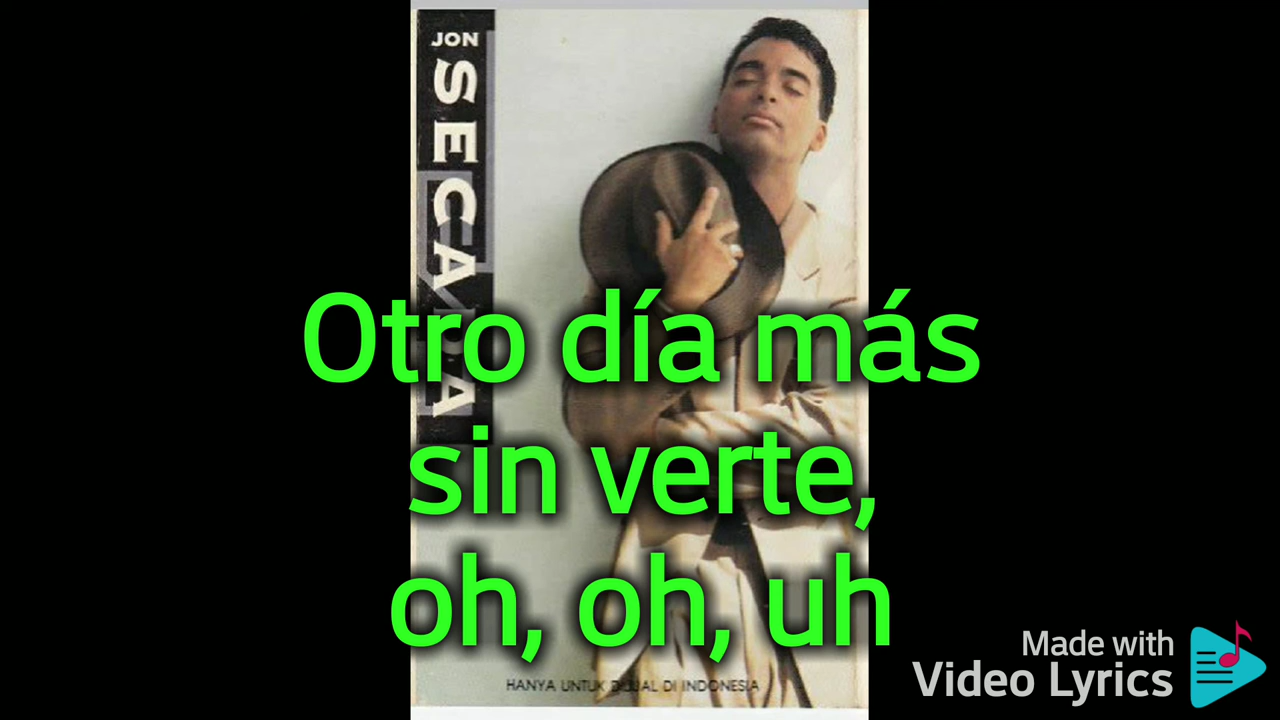 JON
SECADA
Otro día más
sin verte,
oh, oh, uh
HANYA UNTUK DIJUAL DI INDONESIA
Made with
Video Lyrics